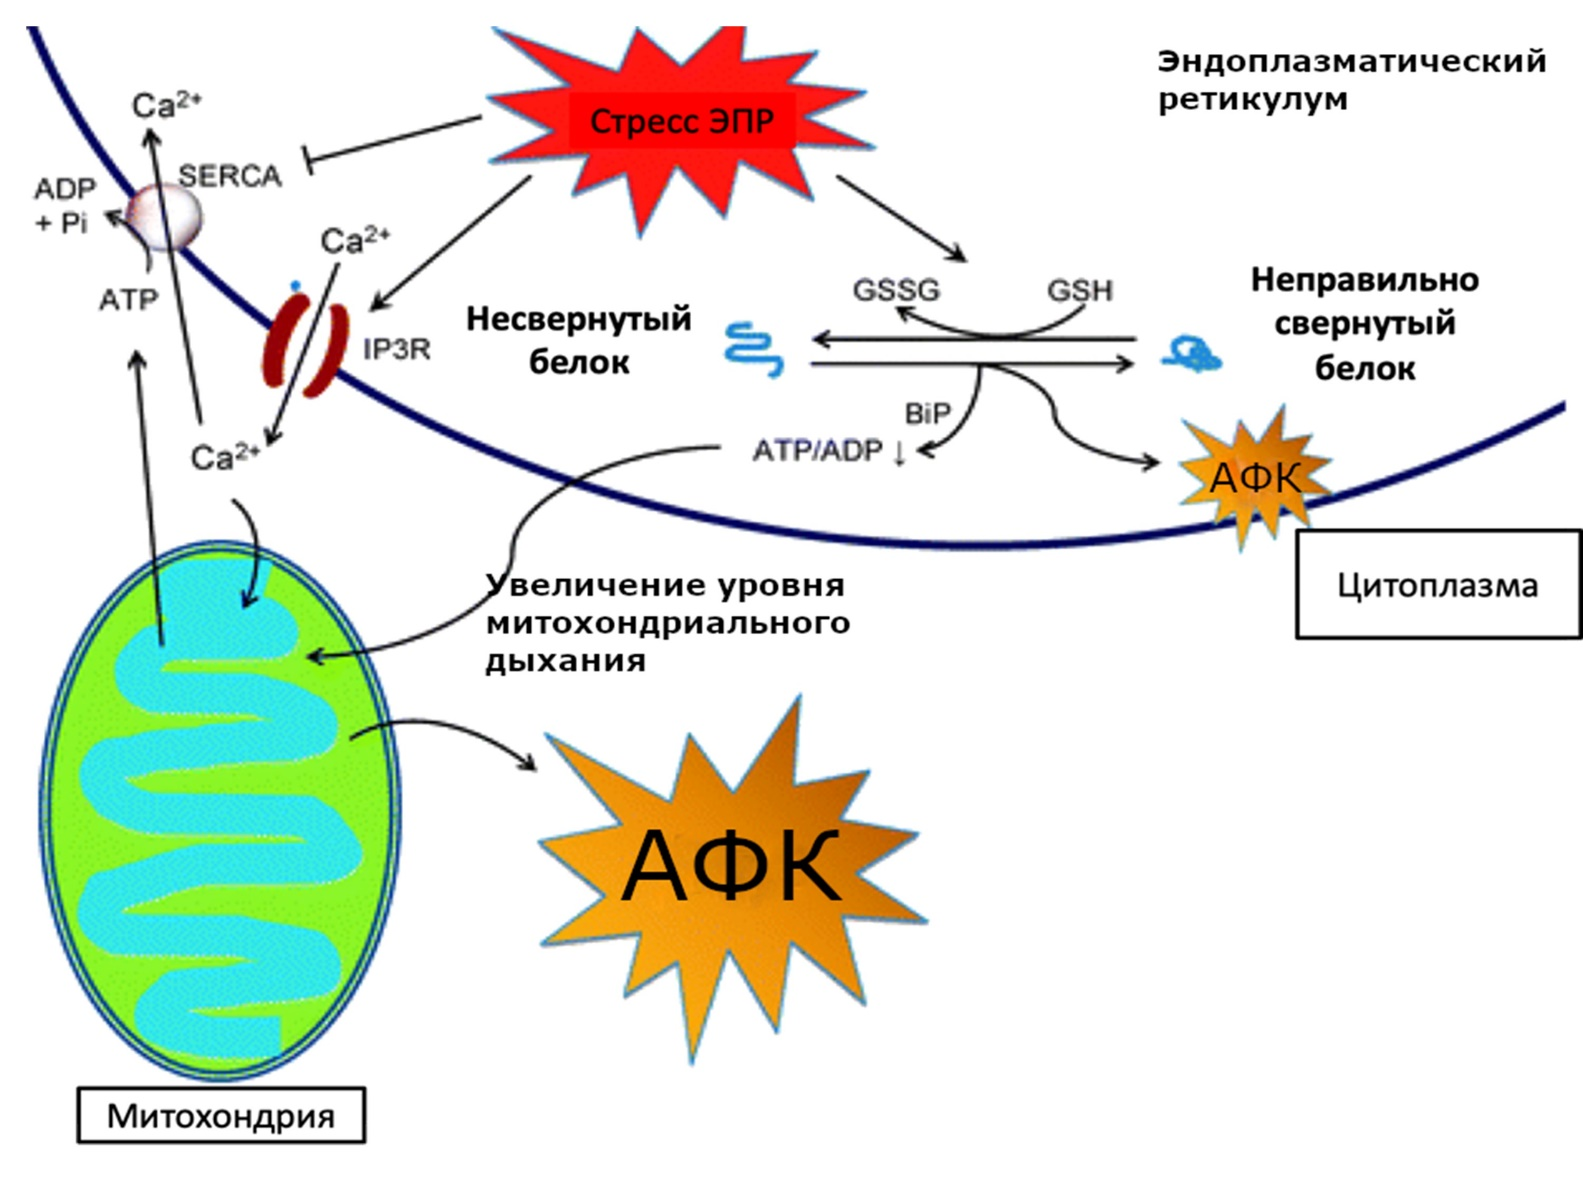 Эндоплазматический
ретикулум
Стресс ЭПР
Ca²⁺
SERCA
ADP
+ Pi
ATP
Ca²⁺
IP3R
Ca²⁺
Несвернутый
белок
GSSG
GSH
Неправильно
свернутый
белок
BiP
ATP/ADP ↓
АФК
Цитоплазма
Увеличение уровня
митохондриального
дыхания
АФК
Митохондрия